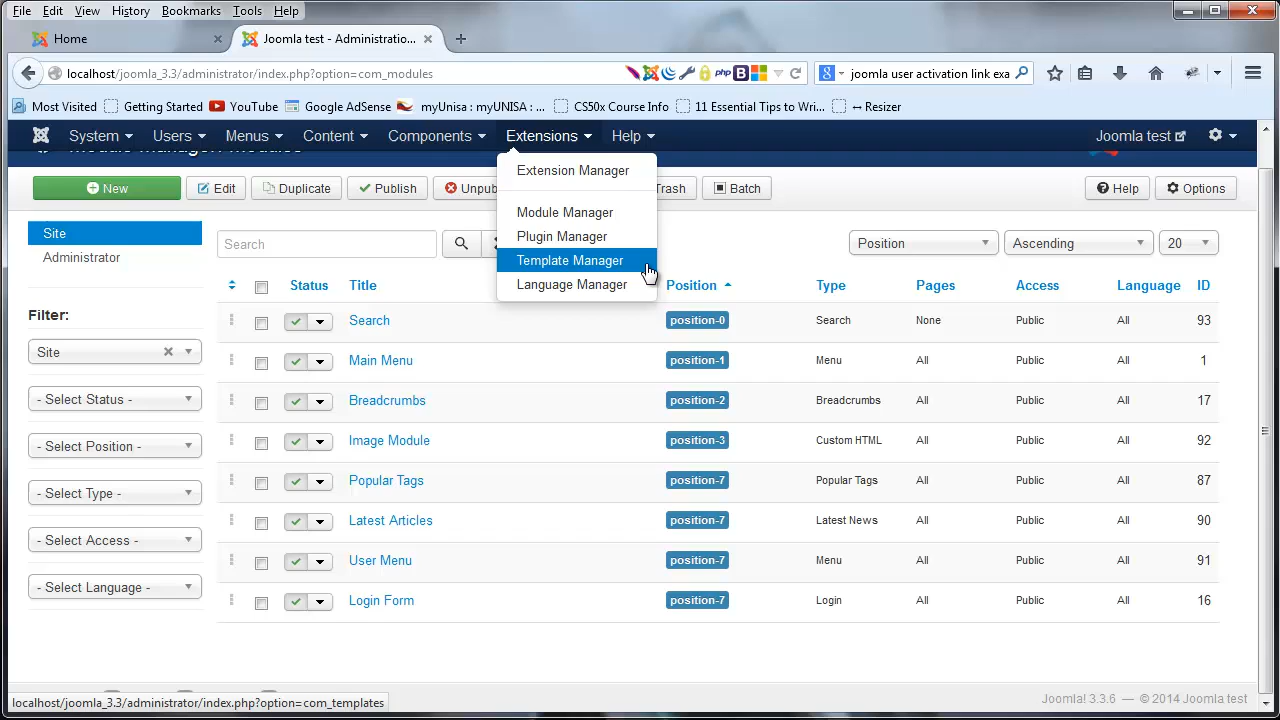 File Edit View History Bookmarks Tools Help
Home
Joomla test - Administratio...
localhost/joomla_3.3/administrator/index.php?option=com_modules
php
B
joomla user activation link exa
Most Visited Getting Started YouTube Google AdSense myUnisa : myUNISA : ... CS50x Course Info 11 Essential Tips to Wri... Resizer
System Users Menus Content Components Extensions Help Joomla test
Module Manager: Modules
Extension Manager
New Edit Duplicate Publish Unpub Trash Batch Help Options
Module Manager
Plugin Manager
Template Manager
Language Manager
Site
Administrator
Search
Position Ascending 20
Status Title Position Type Pages Access Language ID
Filter:
Site
- Select Status -
- Select Position -
- Select Type -
- Select Access -
- Select Language -
Search position-0 Search None Public All 93
Main Menu position-1 Menu All Public All 1
Breadcrumbs position-2 Breadcrumbs All Public All 17
Image Module position-3 Custom HTML All Public All 92
Popular Tags position-7 Popular Tags All Public All 87
Latest Articles position-7 Latest News All Public All 90
User Menu position-7 Menu All Public All 91
Login Form position-7 Login All Public All 16
localhost/joomla_3.3/administrator/index.php?option=com_templates
Joomla! 3.3.6 — © 2014 Joomla test